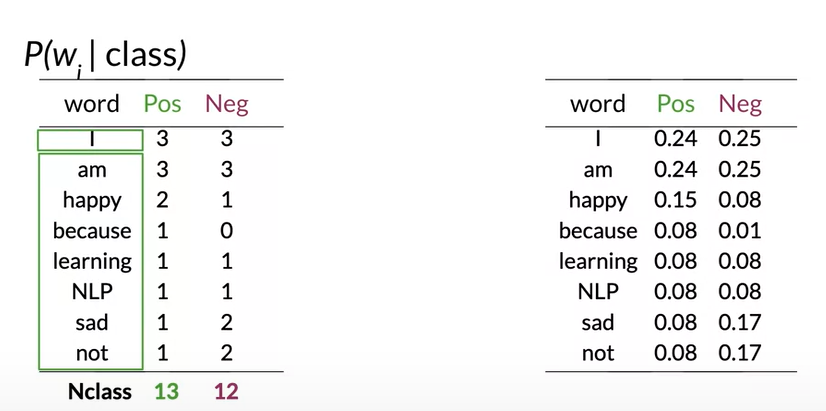 P(wᵢ | class)
word Pos Neg
I 3 3
am 3 3
happy 2 1
because 1 0
learning 1 1
NLP 1 1
sad 1 2
not 1 2
Nclass 13 12
word Pos Neg
I 0.24 0.25
am 0.24 0.25
happy 0.15 0.08
because 0.08 0.01
learning 0.08 0.08
NLP 0.08 0.08
sad 0.08 0.17
not 0.08 0.17